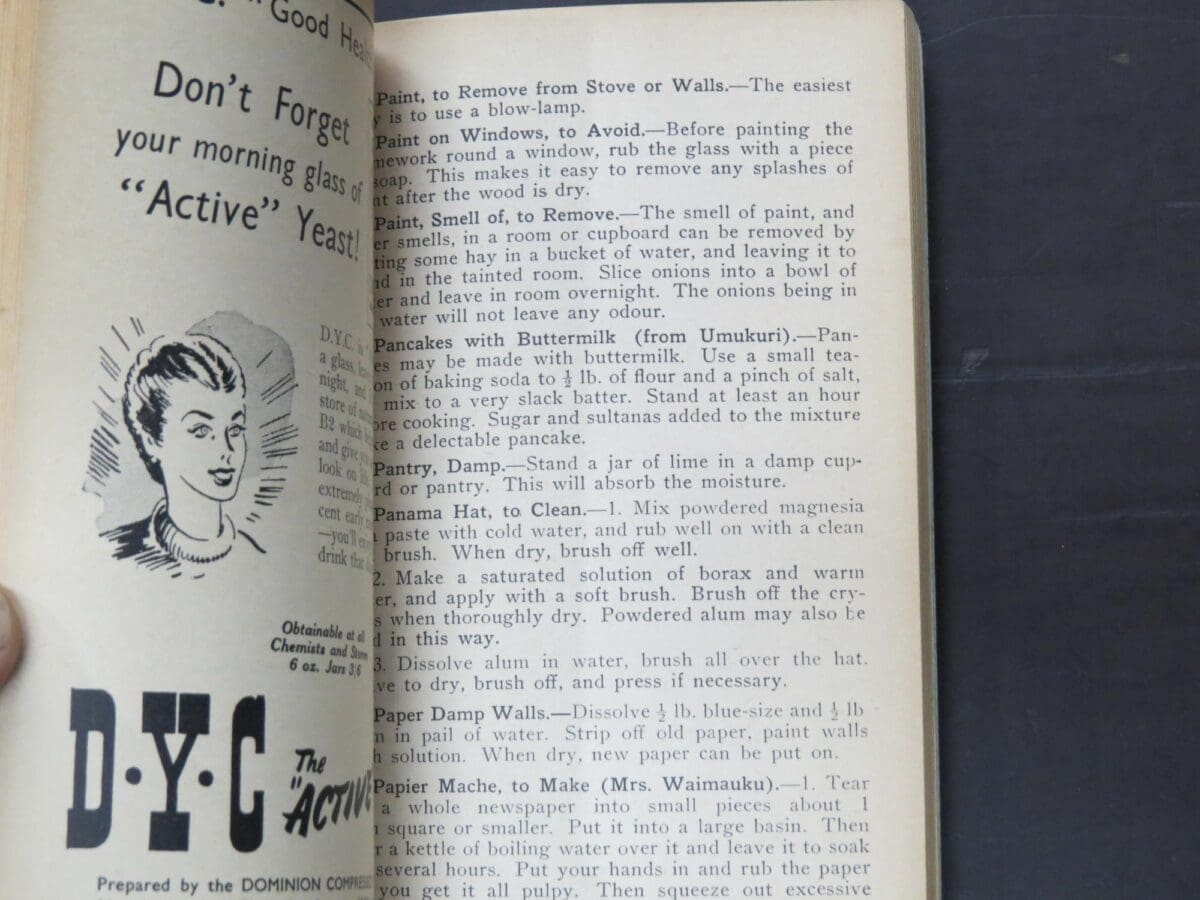 "Good
Don't Forget
your morning glass of
"Active" Yeast!
D.Y.C.
a glass,
night, and
store of
B2 which
and give
look on
extremely
cent early
—you'll
drink
Obtainable at all
Chemists and
6 oz. Jars 3/6
D·Y·C
The
"ACTIVE
Prepared by the DOMINION
Paint, to Remove from Stove or Walls.—The easiest
is to use a blow-lamp.
Paint on Windows, to Avoid.—Before painting the
mework round a window, rub the glass with a piece
soap. This makes it easy to remove any splashes of
nt after the wood is dry.
Paint, Smell of, to Remove.—The smell of paint, and
er smells, in a room or cupboard can be removed by
ting some hay in a bucket of water, and leaving it to
nd in the tainted room. Slice onions into a bowl of
er and leave in room overnight. The onions being in
water will not leave any odour.
Pancakes with Buttermilk (from Umukuri).—Pan-
es may be made with buttermilk. Use a small tea-
on of baking soda to ½ lb. of flour and a pinch of salt,
mix to a very slack batter. Stand at least an hour
ore cooking. Sugar and sultanas added to the mixture
ke a delectable pancake.
Pantry, Damp.—Stand a jar of lime in a damp cup-
rd or pantry. This will absorb the moisture.
Panama Hat, to Clean.—1. Mix powdered magnesia
paste with cold water, and rub well on with a clean
brush. When dry, brush off well.
2. Make a saturated solution of borax and warm
er, and apply with a soft brush. Brush off the cry-
s when thoroughly dry. Powdered alum may also be
d in this way.
3. Dissolve alum in water, brush all over the hat.
ve to dry, brush off, and press if necessary.
Paper Damp Walls.—Dissolve ½ lb. blue-size and ½ lb
in pail of water. Strip off old paper, paint walls
h solution. When dry, new paper can be put on.
Papier Mache, to Make (Mrs. Waimauku).—1. Tear
a whole newspaper into small pieces about 1
square or smaller. Put it into a large basin. Then
r a kettle of boiling water over it and leave it to soak
several hours. Put your hands in and rub the paper
you get it all pulpy. Then squeeze out excessive